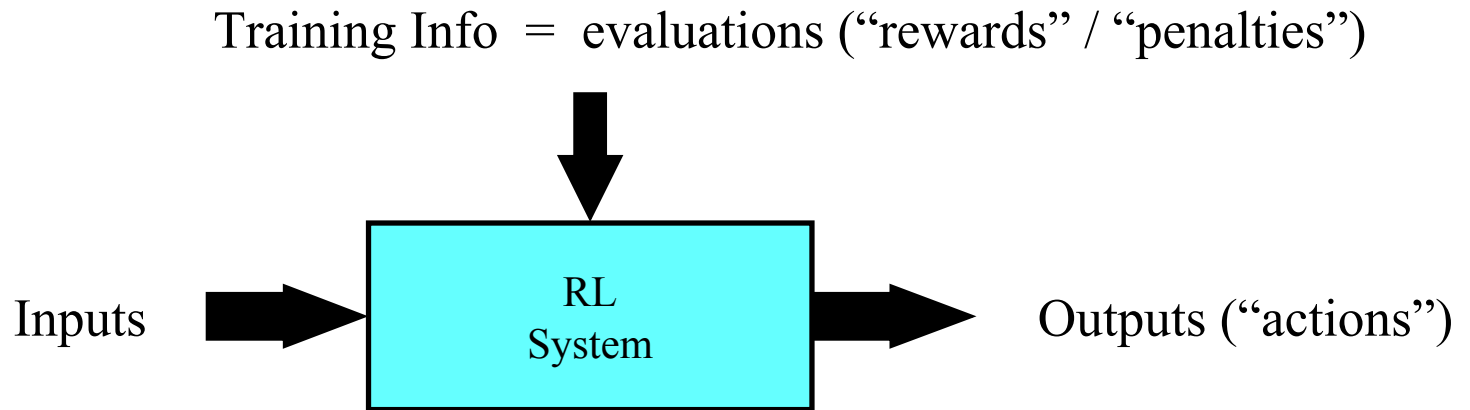 Training Info = evaluations (“rewards” / “penalties”)
RL
System
Inputs
Outputs (“actions”)